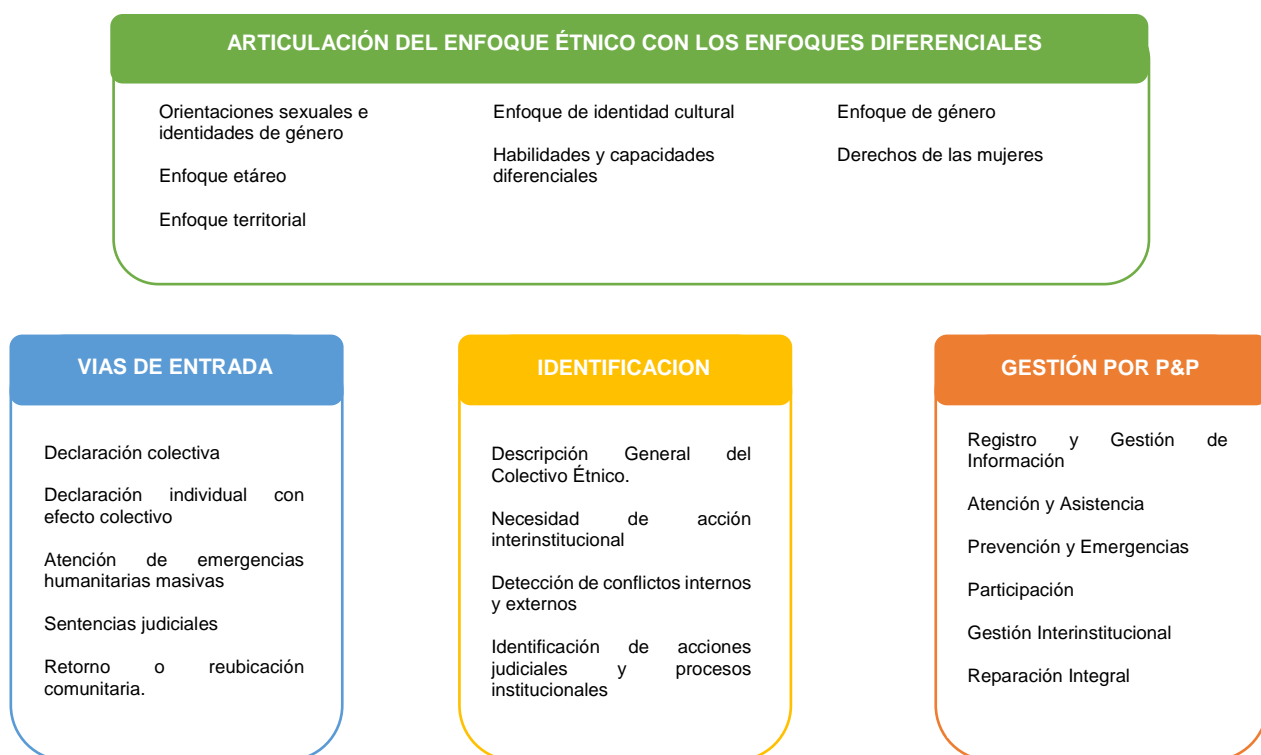 ARTICULACIÓN DEL ENFOQUE ÉTNICO CON LOS ENFOQUES DIFERENCIALES
Orientaciones sexuales e
identidades de género
Enfoque etáreo
Enfoque territorial
Enfoque de identidad cultural
Habilidades y capacidades
diferenciales
Enfoque de género
Derechos de las mujeres
VIAS DE ENTRADA
Declaración colectiva
Declaración individual con
efecto colectivo
Atención de emergencias
humanitarias masivas
Sentencias judiciales
Retorno o reubicación
comunitaria.
IDENTIFICACION
Descripción General del
Colectivo Étnico.
Necesidad de acción
interinstitucional
Detección de conflictos internos
y externos
Identificación de acciones
judiciales y procesos
institucionales
GESTIÓN POR P&P
Registro y Gestión de
Información
Atención y Asistencia
Prevención y Emergencias
Participación
Gestión Interinstitucional
Reparación Integral